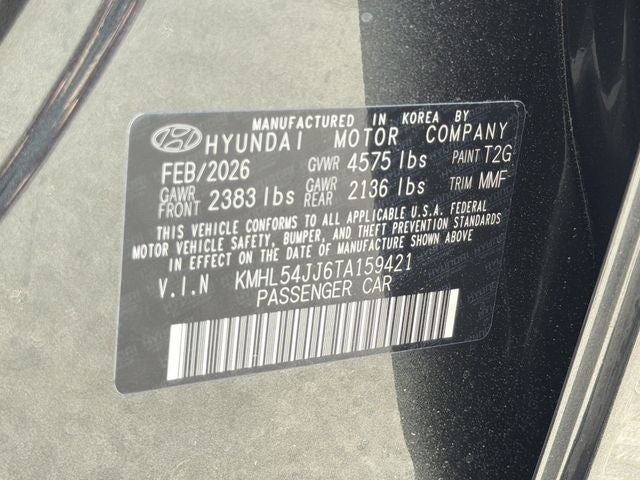 MANUFACTURED IN KOREA BY
HYUNDAI MOTOR COMPANY
FEB/2026 GVWR 4575 lbs PAINT T2G
GAWR FRONT 2383 lbs GAWR REAR 2136 lbs TRIM MMF
THIS VEHICLE CONFORMS TO ALL APPLICABLE U.S.A. FEDERAL
MOTOR VEHICLE SAFETY, BUMPER, AND THEFT PREVENTION STANDARDS
IN EFFECT ON THE DATE OF MANUFACTURE SHOWN ABOVE.
V.I.N KMHL54JJ6TA159421
PASSENGER CAR